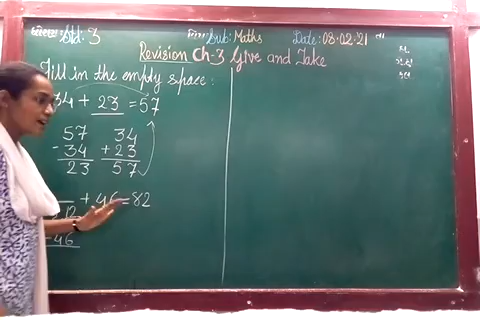 Std: 3 Sub: Maths Date: 08.02.21
Revision Ch-3 Give and Take
Fill in the empty space:
34 + 23 = 57
57 34
-34 +23
23 57
+ 46 = 82
12
-46